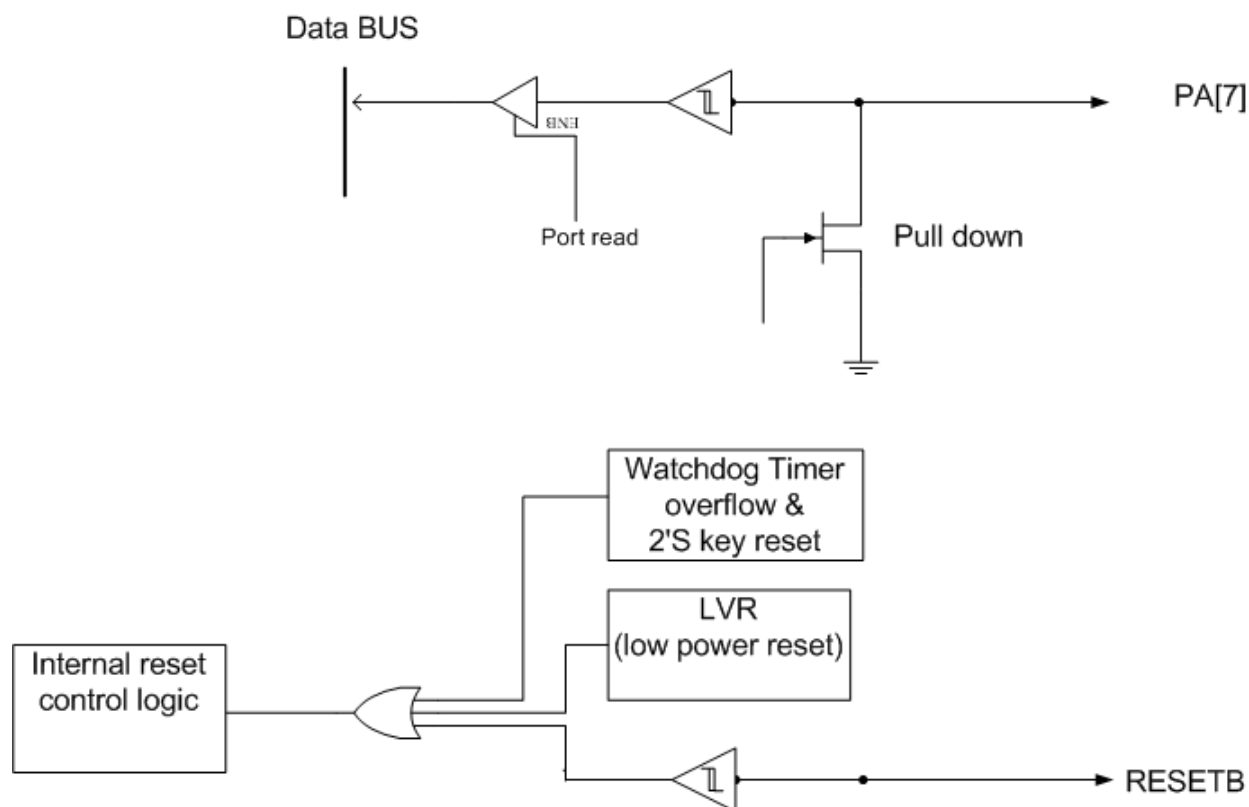 Data BUS
PA[7]
ENB
Port read
Pull down
Watchdog Timer
overflow &
2'S key reset
LVR
(low power reset)
Internal reset
control logic
RESETB